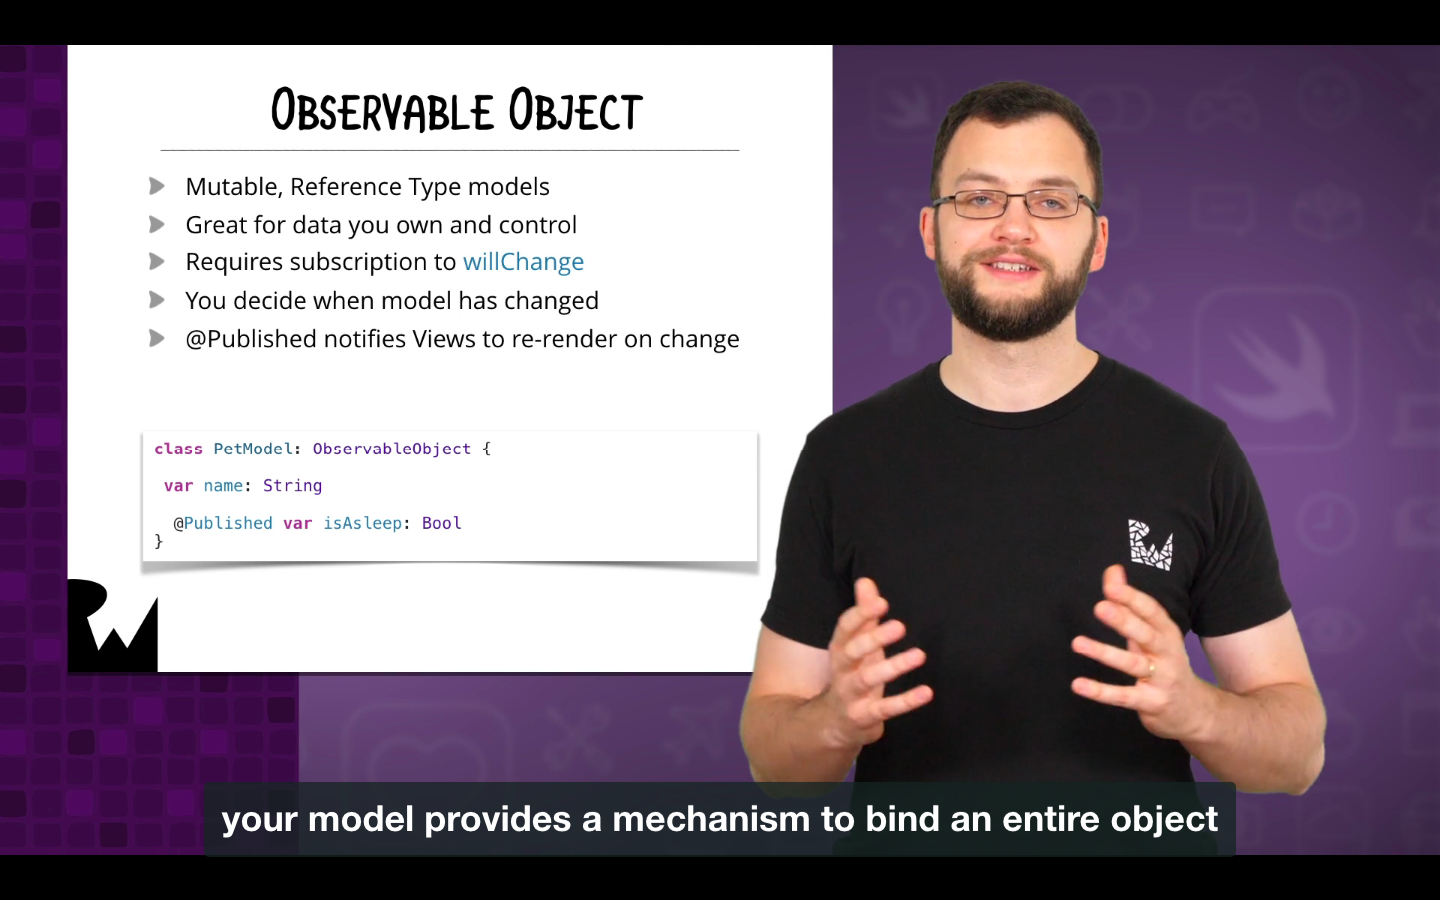 OBSERVABLE OBJECT
Mutable, Reference Type models
Great for data you own and control
Requires subscription to willChange
You decide when model has changed
@Published notifies Views to re-render on change
class PetModel: ObservableObject {
var name: String
@Published var isAsleep: Bool
}
RW
RW
your model provides a mechanism to bind an entire object